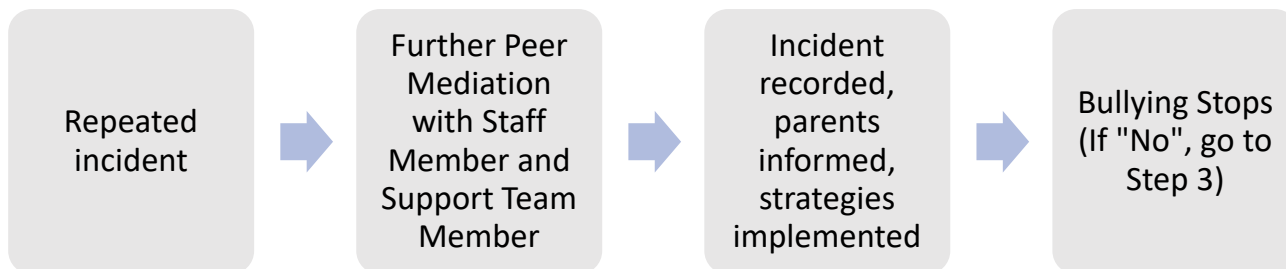 Repeated
incident
Further Peer
Mediation
with Staff
Member and
Support Team
Member
Incident
recorded,
parents
informed,
strategies
implemented
Bullying Stops
(If "No", go to
Step 3)